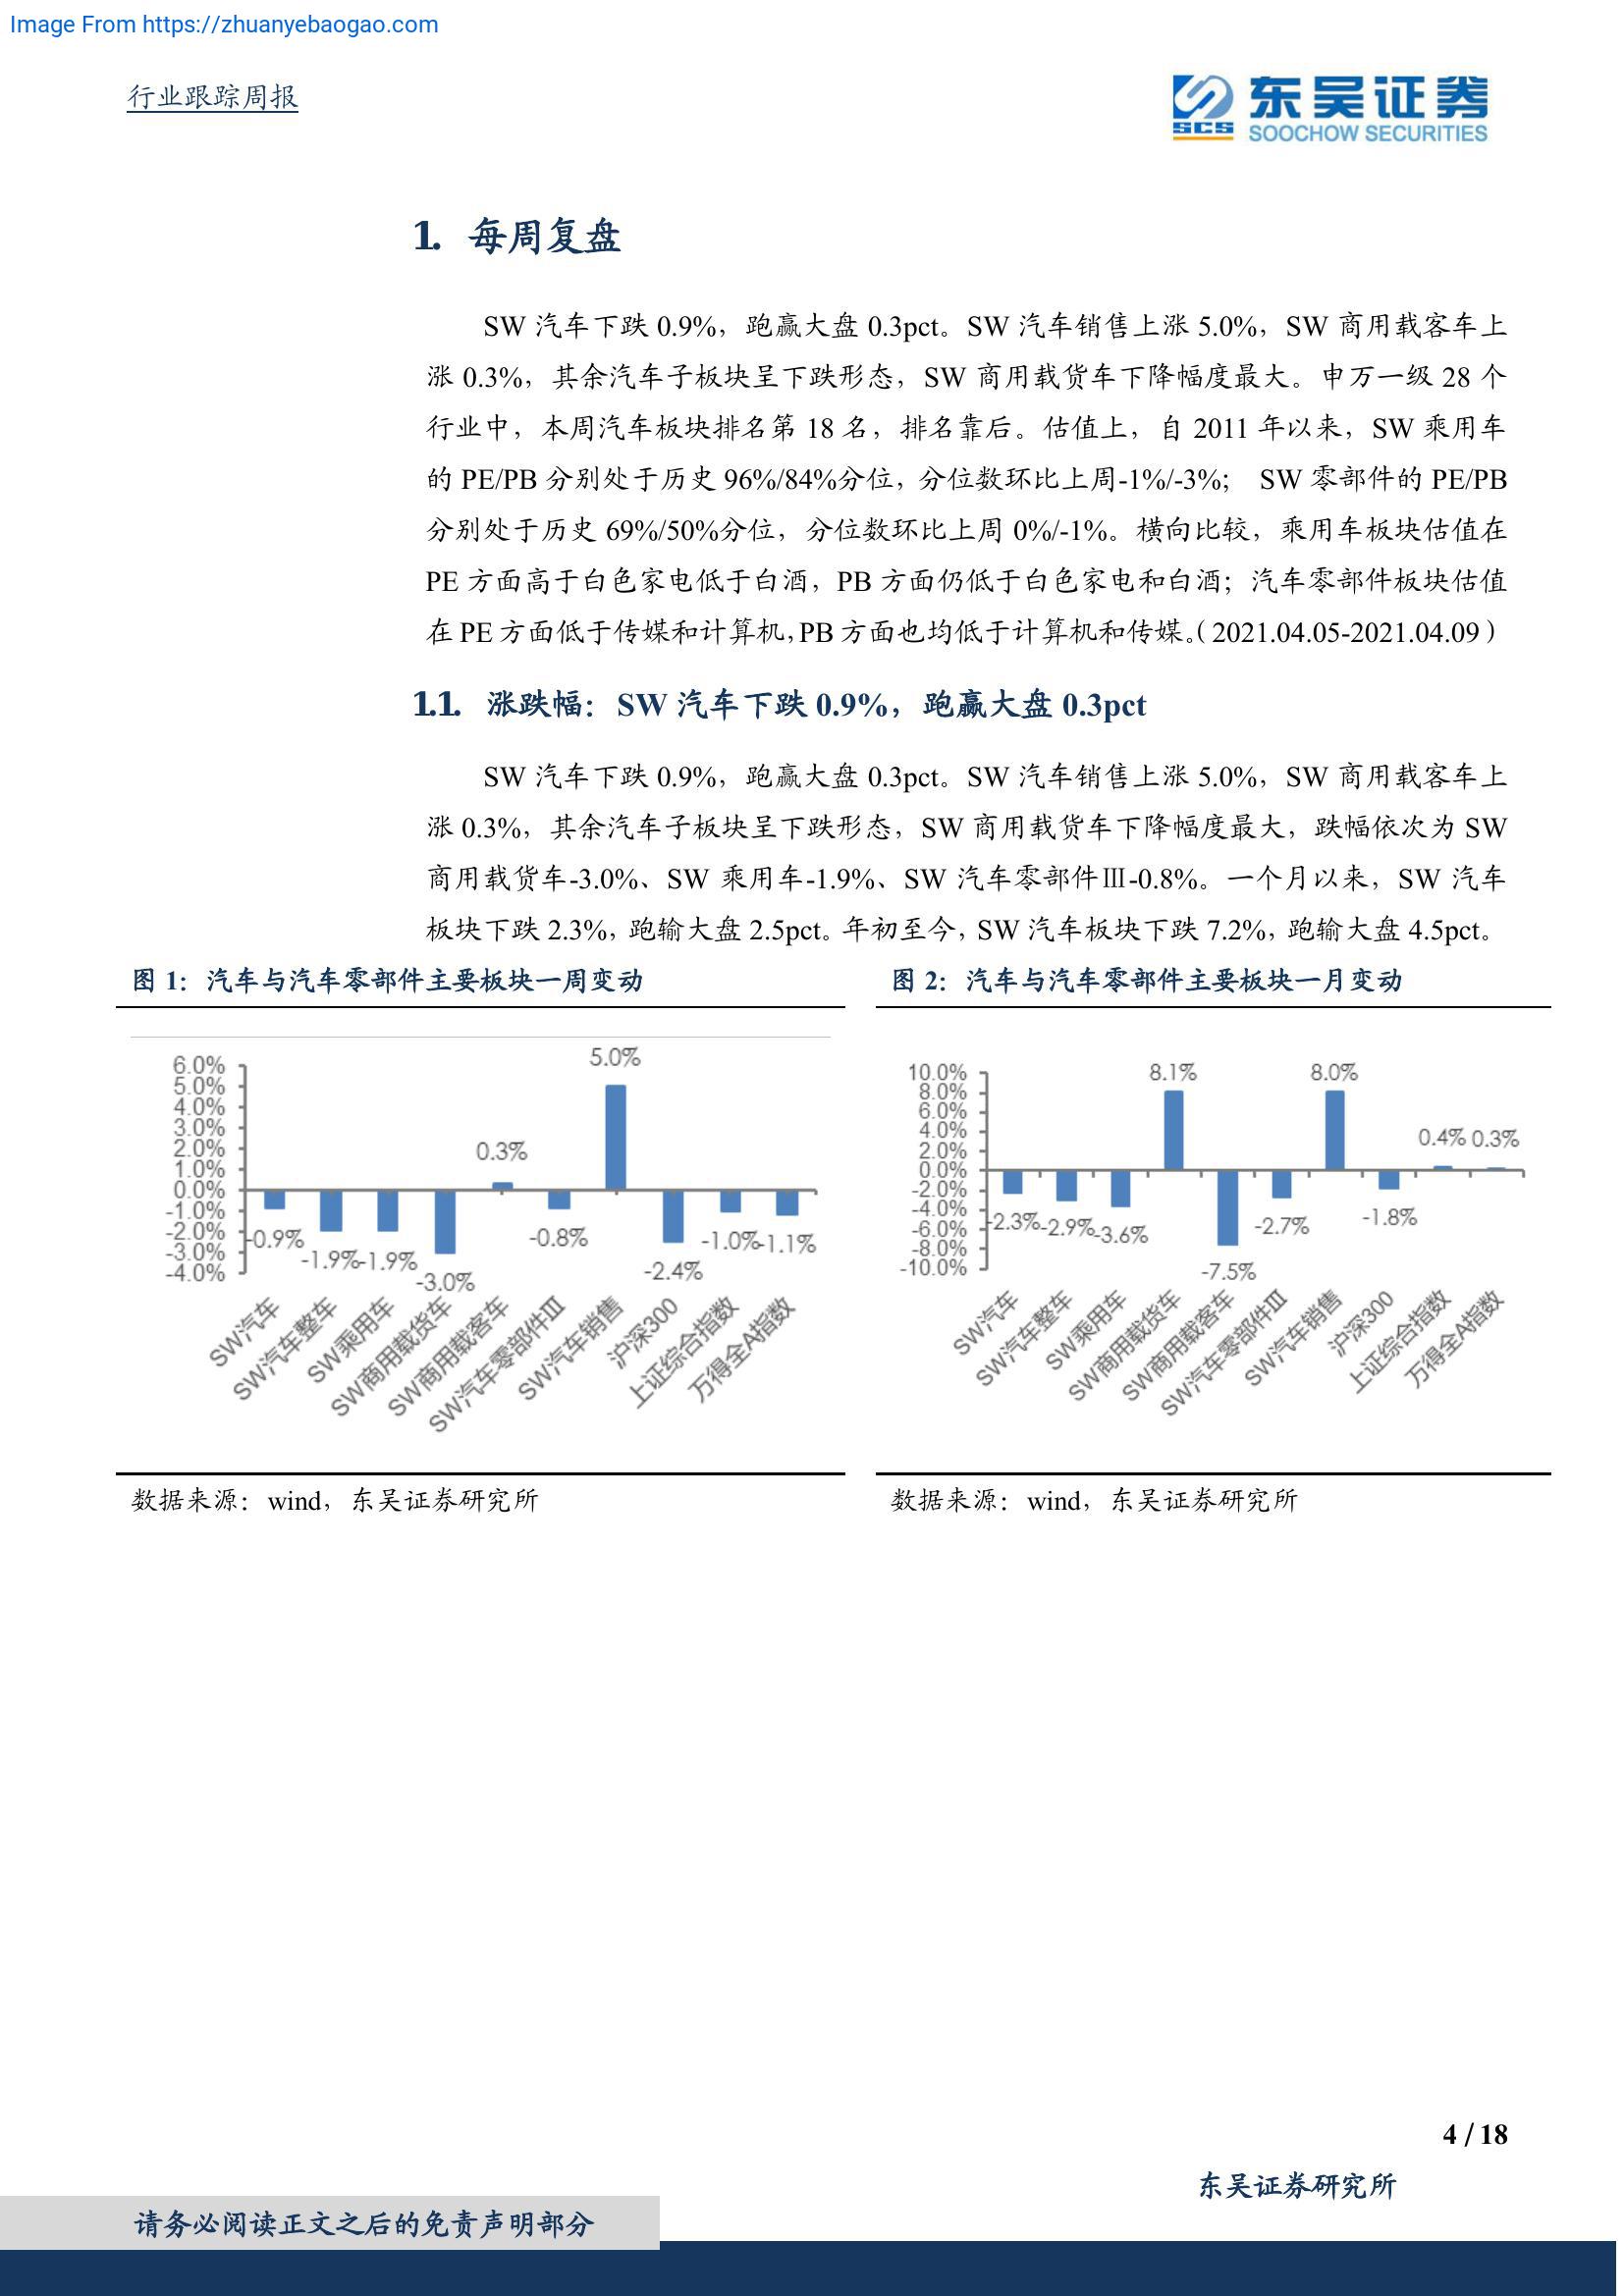 Image From https://zhuanyebaogao.com
行业跟踪周报
SCS 东吴证券
SOOCHOW SECURITIES
1. 每周复盘
SW 汽车下跌 0.9%，跑赢大盘 0.3pct。SW 汽车销售上涨 5.0%，SW 商用载客车上
涨 0.3%，其余汽车子板块呈下跌形态，SW 商用载货车下降幅度最大。申万一级 28 个
行业中，本周汽车板块排名第 18 名，排名靠后。估值上，自 2011 年以来，SW 乘用车
的 PE/PB 分别处于历史 96%/84%分位，分位数环比上周-1%/-3%； SW 零部件的 PE/PB
分别处于历史 69%/50%分位，分位数环比上周 0%/-1%。横向比较，乘用车板块估值在
PE 方面高于白色家电低于白酒，PB 方面仍低于白色家电和白酒；汽车零部件板块估值
在 PE 方面低于传媒和计算机，PB 方面也均低于计算机和传媒。（2021.04.05-2021.04.09）
1.1. 涨跌幅：SW 汽车下跌 0.9%，跑赢大盘 0.3pct
SW 汽车下跌 0.9%，跑赢大盘 0.3pct。SW 汽车销售上涨 5.0%，SW 商用载客车上
涨 0.3%，其余汽车子板块呈下跌形态，SW 商用载货车下降幅度最大，跌幅依次为 SW
商用载货车-3.0%、SW 乘用车-1.9%、SW 汽车零部件Ⅲ-0.8%。一个月以来，SW 汽车
板块下跌 2.3%，跑输大盘 2.5pct。年初至今，SW 汽车板块下跌 7.2%，跑输大盘 4.5pct。
图 1：汽车与汽车零部件主要板块一周变动
6.0%
5.0%
4.0%
3.0%
2.0%
1.0%
0.0%
-1.0%
-2.0%
-3.0%
-4.0%
-0.9%
-1.9%
-1.9%
-3.0%
0.3%
-0.8%
5.0%
-2.4%
-1.0%
-1.1%
SW汽车
SW汽车整车
SW乘用车
SW商用载货车
SW商用载客车
SW汽车零部件III
SW汽车销售
沪深300
上证综合指数
万得全A指数
数据来源：wind，东吴证券研究所
图 2：汽车与汽车零部件主要板块一月变动
10.0%
8.0%
6.0%
4.0%
2.0%
0.0%
-2.0%
-4.0%
-6.0%
-8.0%
-10.0%
-2.3%
-2.9%
-3.6%
8.1%
-7.5%
-2.7%
8.0%
-1.8%
0.4%
0.3%
SW汽车
SW汽车整车
SW乘用车
SW商用载货车
SW商用载客车
SW汽车零部件III
SW汽车销售
沪深300
上证综合指数
万得全A指数
数据来源：wind，东吴证券研究所
4 / 18
东吴证券研究所
请务必阅读正文之后的免责声明部分